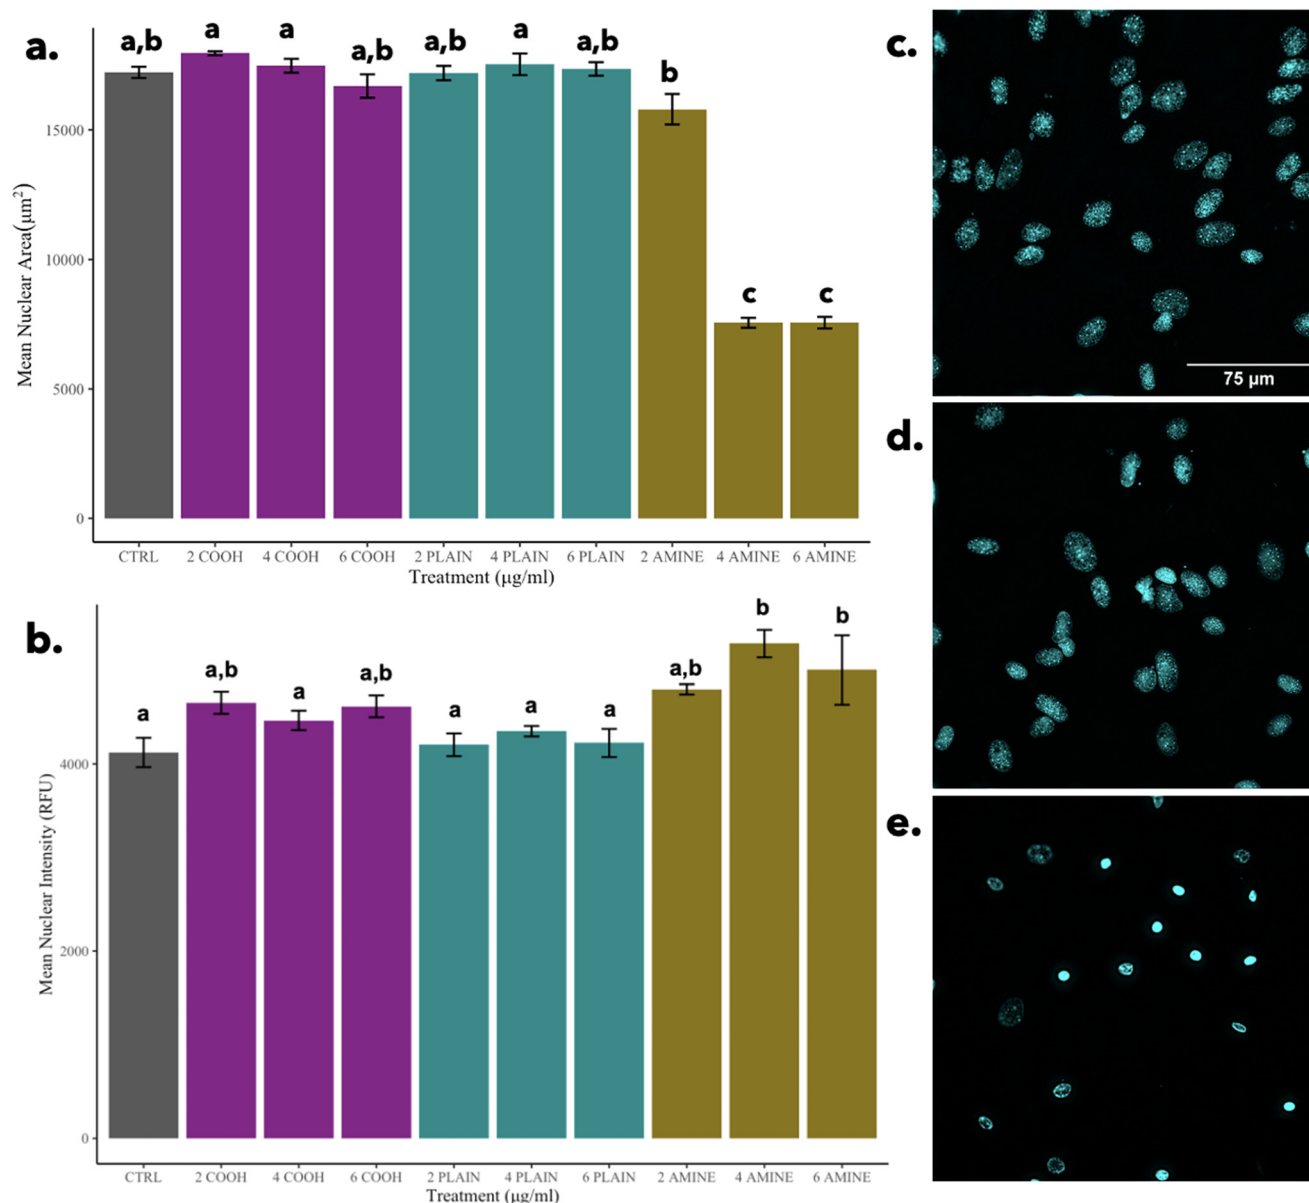 a.
a,b a a a,b a,b a a,b b c c
15000
10000
5000
0
Mean Nuclear Area(μm²)
CTRL 2 COOH 4 COOH 6 COOH 2 PLAIN 4 PLAIN 6 PLAIN 2 AMINE 4 AMINE 6 AMINE
Treatment (μg/ml)
b.
a a,b a a,b a a a a,b b b
4000
2000
0
Mean Nuclear Intensity (RFU)
CTRL 2 COOH 4 COOH 6 COOH 2 PLAIN 4 PLAIN 6 PLAIN 2 AMINE 4 AMINE 6 AMINE
Treatment (μg/ml)
c.
75 μm
d.
e.